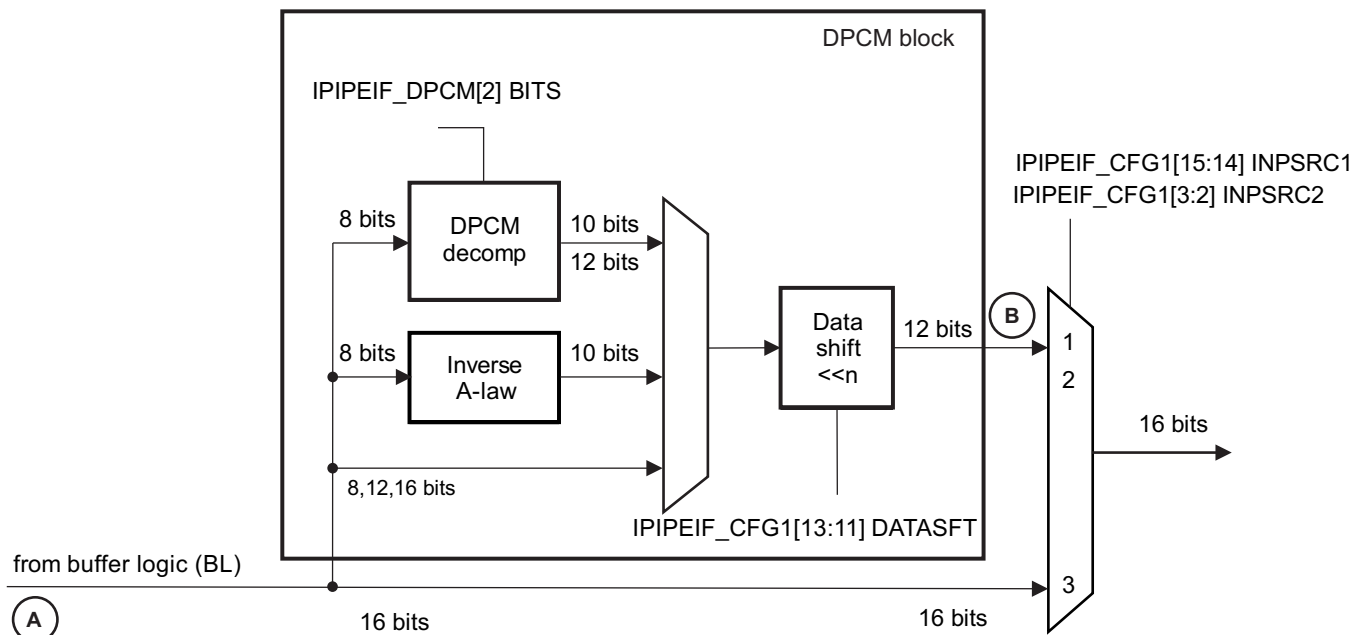 DPCM block
IPIPEIF_DPCM[2] BITS
IPIPEIF_CFG1[15:14] INPSRC1
IPIPEIF_CFG1[3:2] INPSRC2
8 bits
DPCM
decomp
10 bits
12 bits
8 bits
Inverse
A-law
10 bits
Data
shift
<<n
12 bits
B
1
2
16 bits
8,12,16 bits
IPIPEIF_CFG1[13:11] DATASFT
from buffer logic (BL)
3
A
16 bits
16 bits